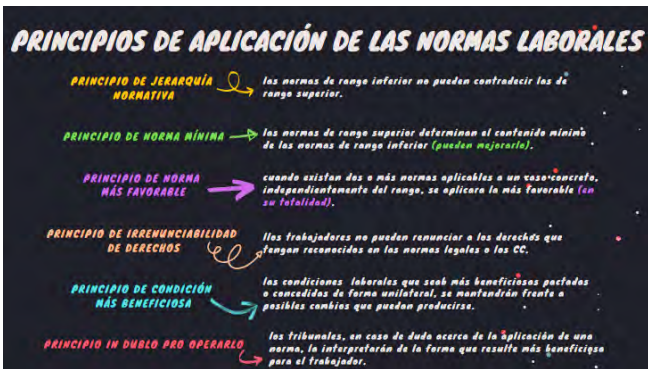 PRINCIPIOS DE APLICACIÓN DE LAS NORMAS LABORALES
PRINCIPIO DE JERARQUÍA
NORMATIVA
las normas de rango inferior no pueden contradecir las de
rango superior.
PRINCIPIO DE NORMA MÍNIMA
las normas de rango superior determinan el contenido mínimo
de las normas de rango inferior (pueden mejorarlo).
PRINCIPIO DE NORMA
MÁS FAVORABLE
cuando existan dos o más normas aplicables a un caso concreto,
independientemente del rango, se aplicara la más favorable (en
su totalidad).
PRINCIPIO DE IRRENUNCIABILIDAD
DE DERECHOS
llos trabajadores no pueden renunciar a los derechos que
tengan reconocidos en las normas legales o los CC.
PRINCIPIO DE CONDICIÓN
MÁS BENEFICIOSA
las condiciones laborales que seab más beneficiosas pactadas
o concedidas de forma unilateral, se mantendrán frente a
posibles cambios que puedan producirse.
PRINCIPIO IN DUBLO PRO OPERARLO
los tribunales, en caso de duda acerca de la aplicación de una
norma, la interpretarán de la forma que resulte más beneficiosa
para el trabajador.